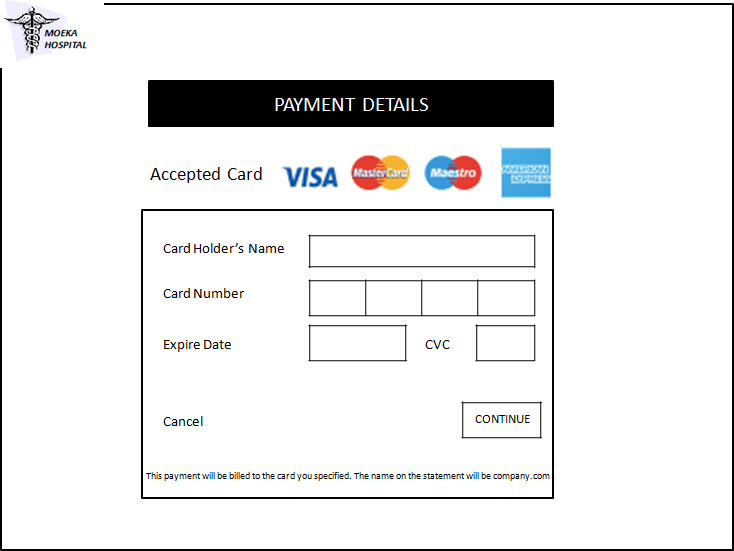 MOEKA
HOSPITAL
PAYMENT DETAILS
Accepted Card VISA MasterCard Maestro AMERICAN
EXPRESS
Card Holder's Name
Card Number
Expire Date CVC
Cancel CONTINUE
This payment will be billed to the card you specified. The name on the statement will be company.com